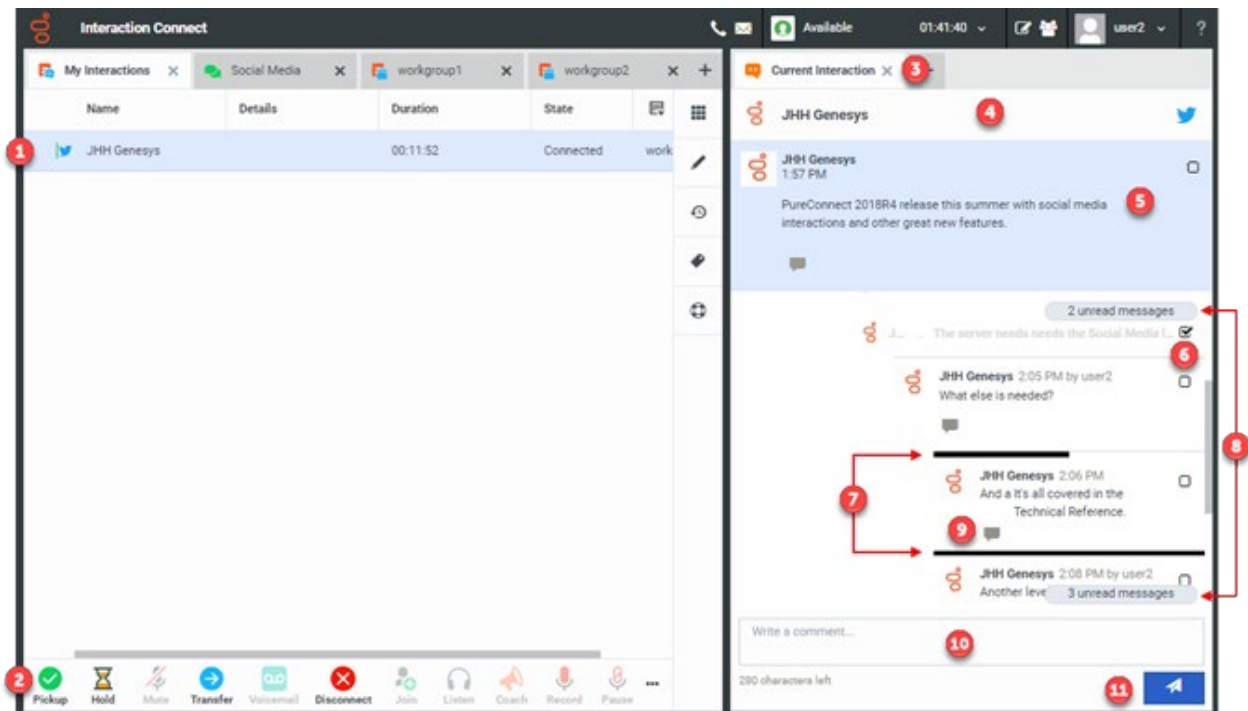 Interaction Connect
Available
01:41:40
user2
?
My Interactions
Social Media
workgroup1
workgroup2
Current Interaction
3
Name
Details
Duration
State
JHH Genesys
4
1
JHH Genesys
00:11:52
Connected
work
JHH Genesys
1:57 PM
PureConnect 2018R4 release this summer with social media
interactions and other great new features.
5
2 unread messages
J... ... The server needs needs the Social Media l...
6
JHH Genesys 2:05 PM by user2
What else is needed?
8
7
JHH Genesys 2:06 PM
And a It's all covered in the
Technical Reference.
9
JHH Genesys 2:08 PM by user2
Another leve
3 unread messages
Write a comment...
10
280 characters left
11
2
Pickup
Hold
Mute
Transfer
Voicemail
Disconnect
Join
Listen
Coach
Record
Pause
...